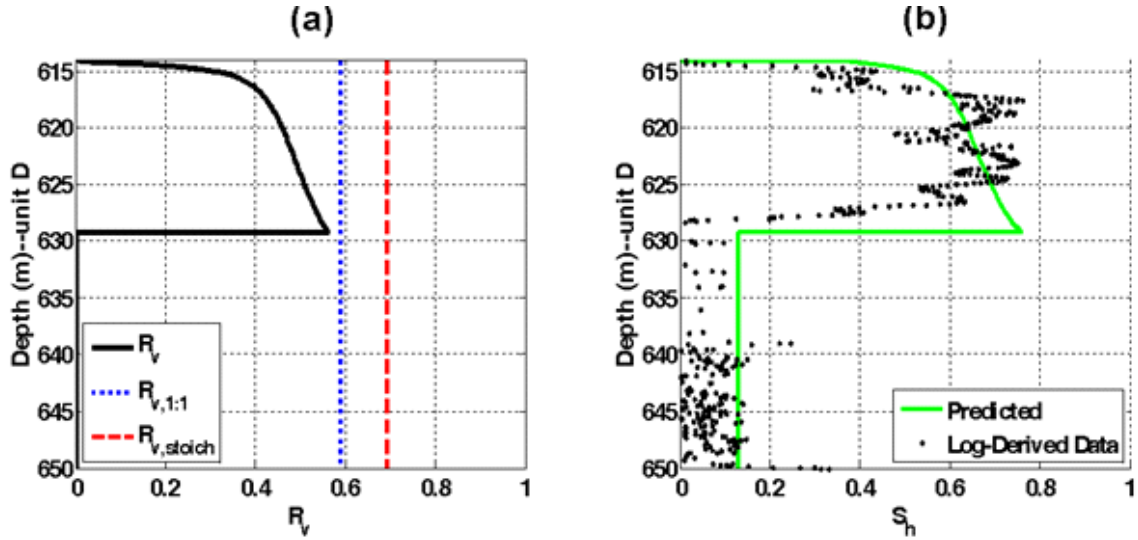 (a)
Depth (m)--unit D
615
620
625
630
635
640
645
650
0
0.2
0.4
0.6
0.8
1
R_v
R_v
R_v,1:1
R_v,stoich
(b)
Depth (m)--unit D
615
620
625
630
635
640
645
650
0
0.2
0.4
0.6
0.8
1
S_h
Predicted
Log-Derived Data